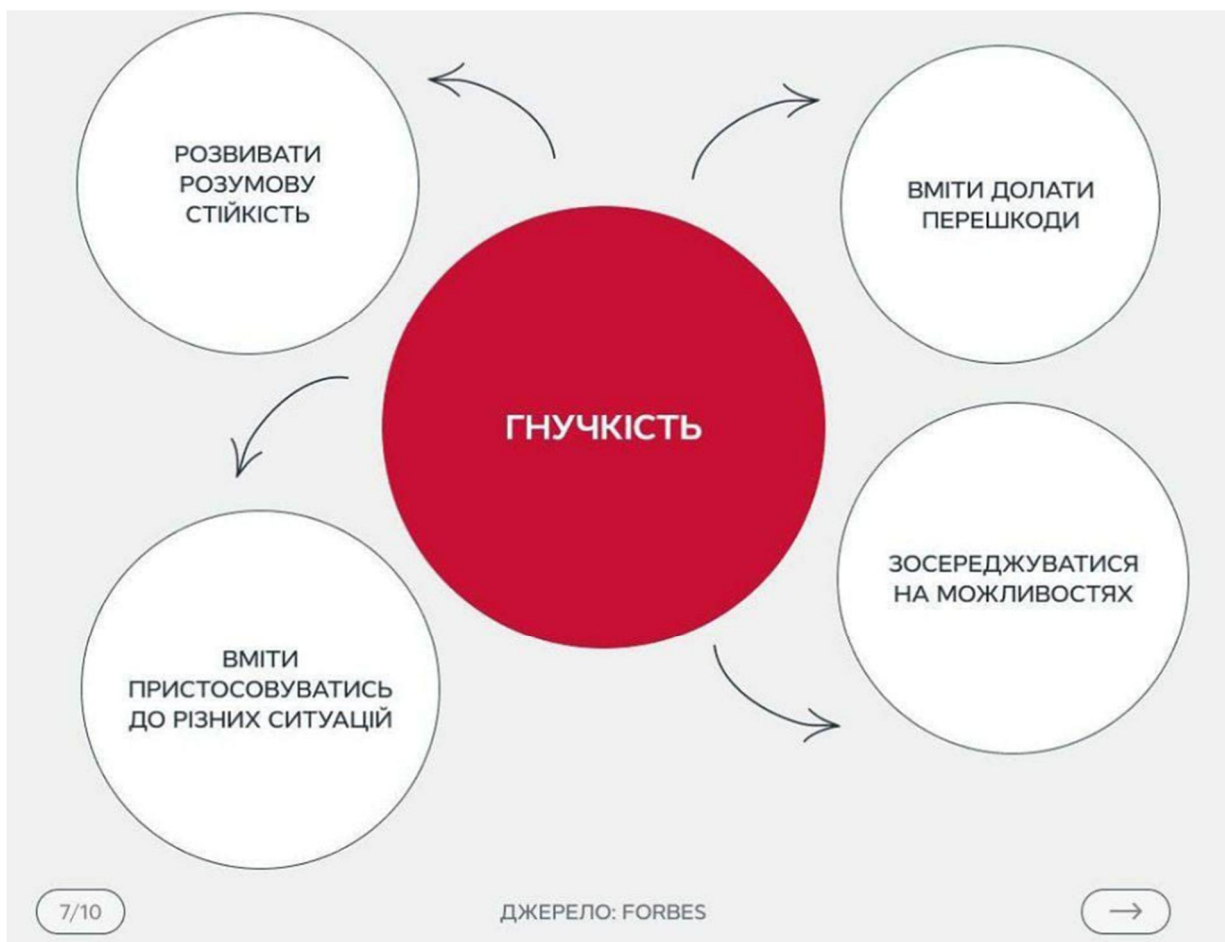 РОЗВИВАТИ
РОЗУМОВУ
СТІЙКІСТЬ
ВМІТИ ДОЛАТИ
ПЕРЕШКОДИ
ГНУЧКІСТЬ
ЗОСЕРЕДЖУВАТИСЯ
НА МОЖЛИВОСТЯХ
ВМІТИ
ПРИСТОСОВУВАТИСЬ
ДО РІЗНИХ СИТУАЦІЙ
7/10
ДЖЕРЕЛО: FORBES